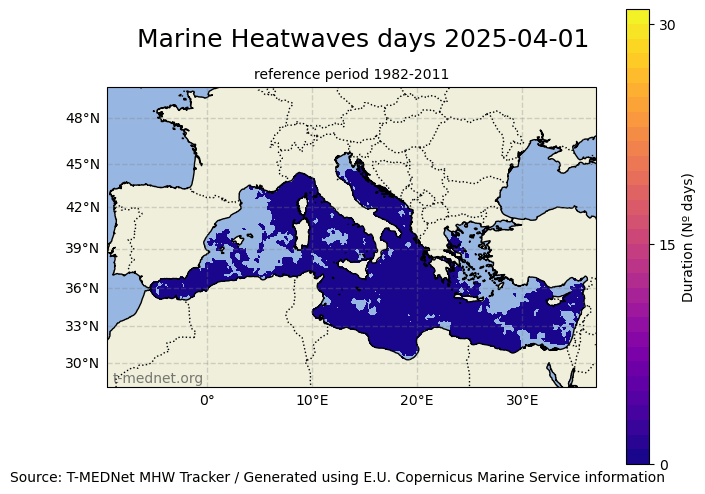 Marine Heatwaves days 2025-04-01
reference period 1982-2011
48°N
45°N
42°N
39°N
36°N
33°N
30°N
t-mednet.org
0°
10°E
20°E
30°E
30
15
0
Duration (Nº days)
Source: T-MEDNet MHW Tracker / Generated using E.U. Copernicus Marine Service information